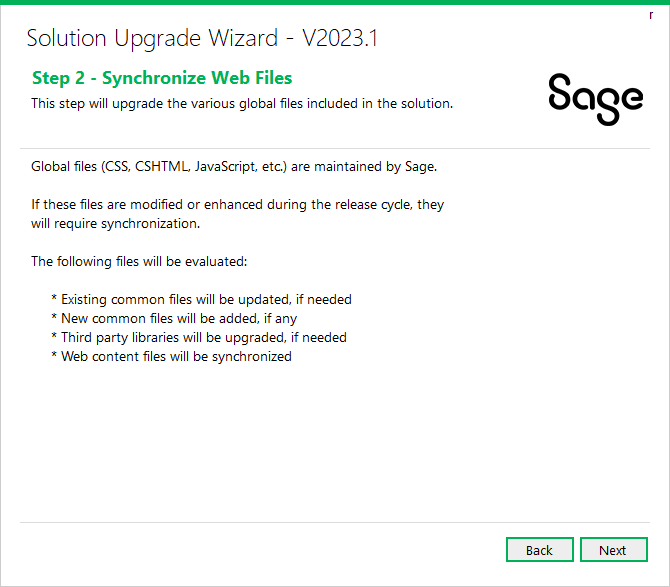 r
Solution Upgrade Wizard - V2023.1
Step 2 - Synchronize Web Files
This step will upgrade the various global files included in the solution.
Sage
Global files (CSS, CSHTML, JavaScript, etc.) are maintained by Sage.
If these files are modified or enhanced during the release cycle, they
will require synchronization.
The following files will be evaluated:
* Existing common files will be updated, if needed
* New common files will be added, if any
* Third party libraries will be upgraded, if needed
* Web content files will be synchronized
Back
Next